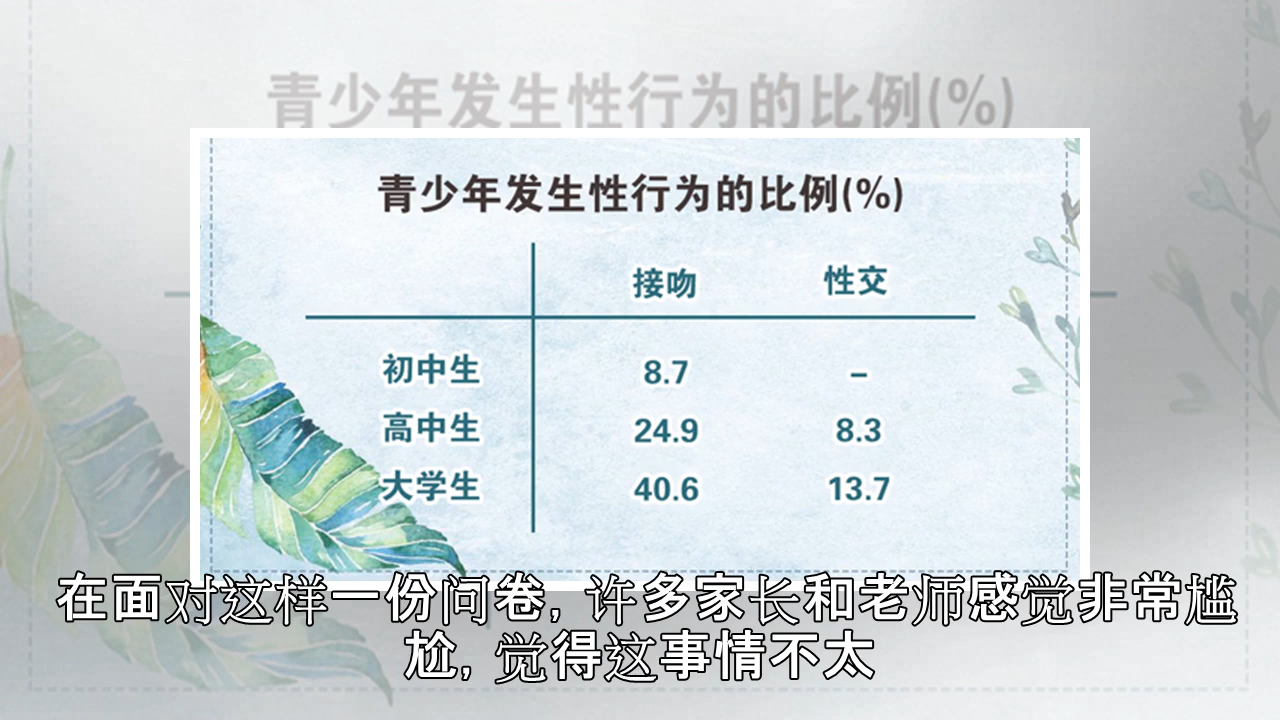 青少年发生性行为的比例(%)
青少年发生性行为的比例(%)
接吻 性交
初中生 8.7 –
高中生 24.9 8.3
大学生 40.6 13.7
在面对这样一份问卷, 许多家长和老师感觉非常尴
尬, 觉得这事情不太